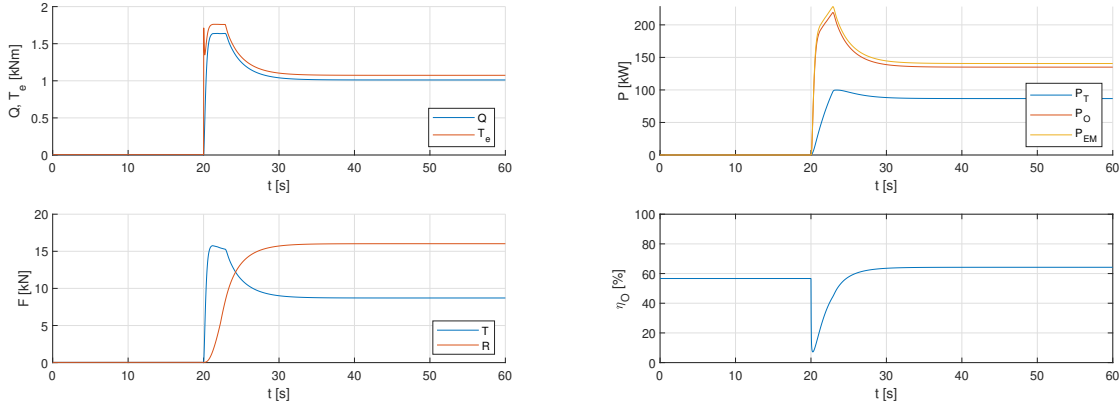 Q, T_e [kNm]
2
1.5
1
0.5
0
0 10 20 30 40 50 60
t [s]
Q
T_e
P [kW]
200
150
100
50
0
0 10 20 30 40 50 60
t [s]
P_T
P_O
P_EM
F [kN]
20
15
10
5
0
0 10 20 30 40 50 60
t [s]
T
R
η_O [%]
100
80
60
40
20
0
0 10 20 30 40 50 60
t [s]